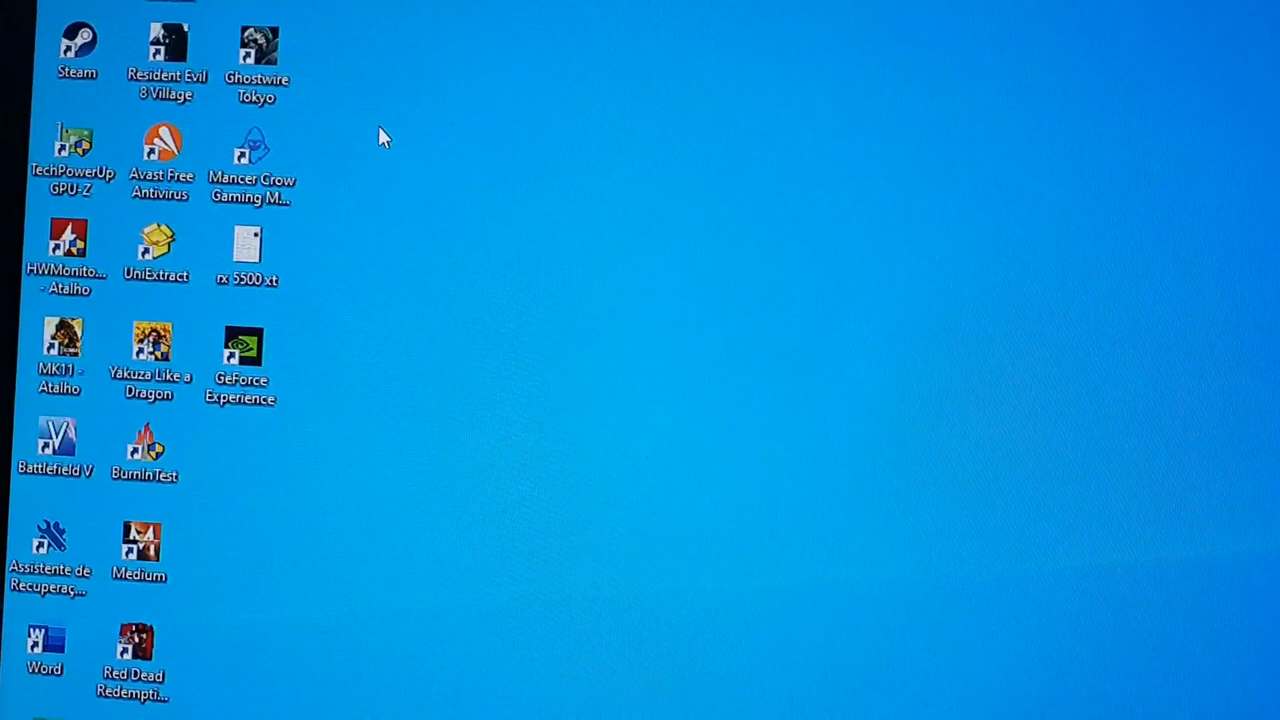 Steam
Resident Evil
8 Village
Ghostwire
Tokyo
TechPowerUp
GPU-Z
Avast Free
Antivirus
Mancer Crow
Gaming M...
HWMonito...
- Atalho
UniExtract
rx 5500 xt
MK11 -
Atalho
Yakuza Like a
Dragon
GeForce
Experience
Battlefield V
BurnInTest
Assistente de
Recuperaç...
Medium
Word
Red Dead
Redempti...